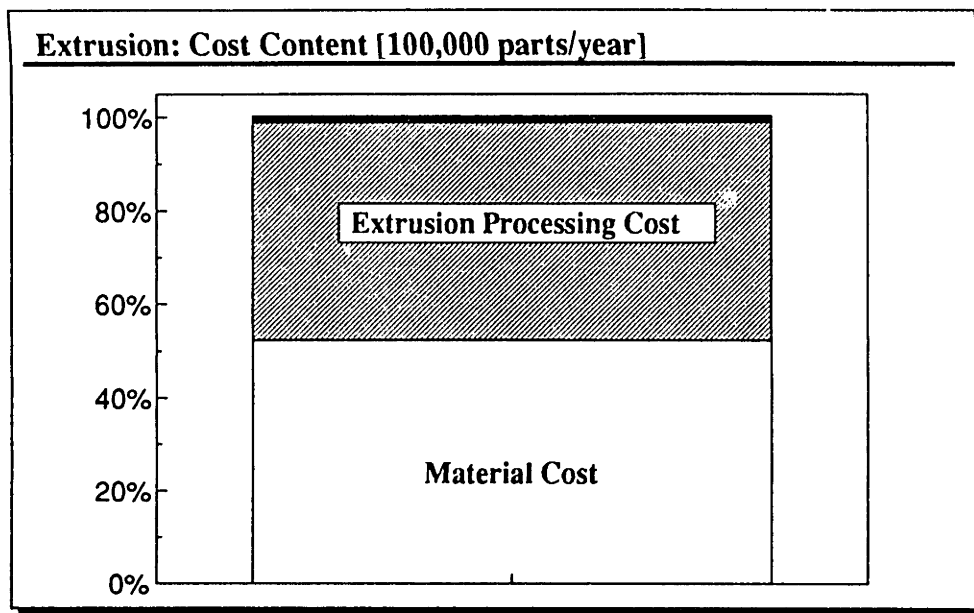 Extrusion: Cost Content [100,000 parts/year]
100%
80%
Extrusion Processing Cost
60%
40%
Material Cost
20%
0%